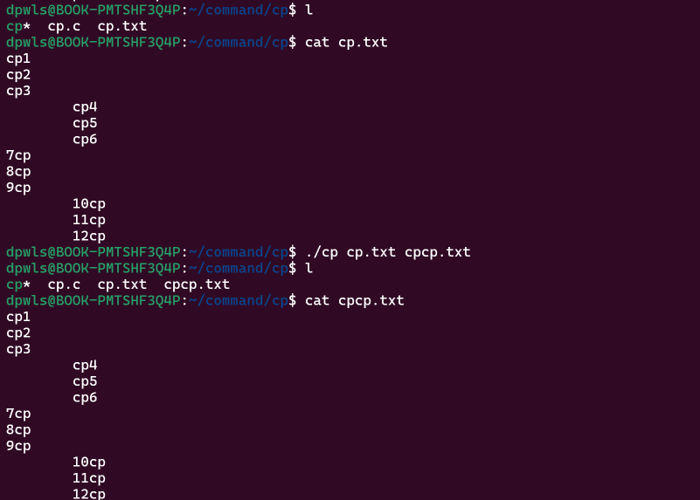 dpwls@BOOK-PMTSHF3Q4P:~/command/cp$ l
cp*  cp.c  cp.txt
dpwls@BOOK-PMTSHF3Q4P:~/command/cp$ cat cp.txt
cp1
cp2
cp3
        cp4
        cp5
        cp6
7cp
8cp
9cp
        10cp
        11cp
        12cp
dpwls@BOOK-PMTSHF3Q4P:~/command/cp$ ./cp cp.txt cpcp.txt
dpwls@BOOK-PMTSHF3Q4P:~/command/cp$ l
cp*  cp.c  cp.txt  cpcp.txt
dpwls@BOOK-PMTSHF3Q4P:~/command/cp$ cat cpcp.txt
cp1
cp2
cp3
        cp4
        cp5
        cp6
7cp
8cp
9cp
        10cp
        11cp
        12cp